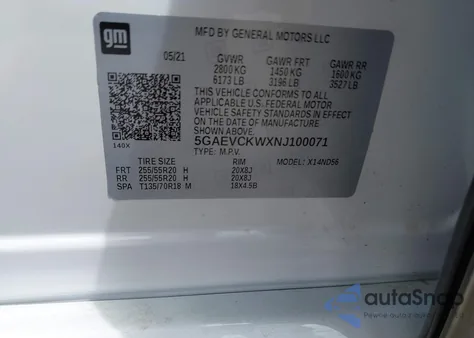 gm
MFD BY GENERAL MOTORS LLC
05/21 GVWR GAWR FRT GAWR RR
2800 KG 1450 KG 1600 KG
6173 LB 3196 LB 3527 LB
THIS VEHICLE CONFORMS TO ALL
APPLICABLE U.S. FEDERAL MOTOR
VEHICLE SAFETY STANDARDS IN EFFECT
ON THE DATE OF MANUFACTURE SHOWN
ABOVE.
5GAEVCKWXNJ100071
140X TYPE: M.P.V. MODEL: X14ND56
TIRE SIZE RIM
FRT 255/55R20 H 20X8J
RR 255/55R20 H 20X8J
SPA T135/70R18 M 18X4.5B
autaSnap